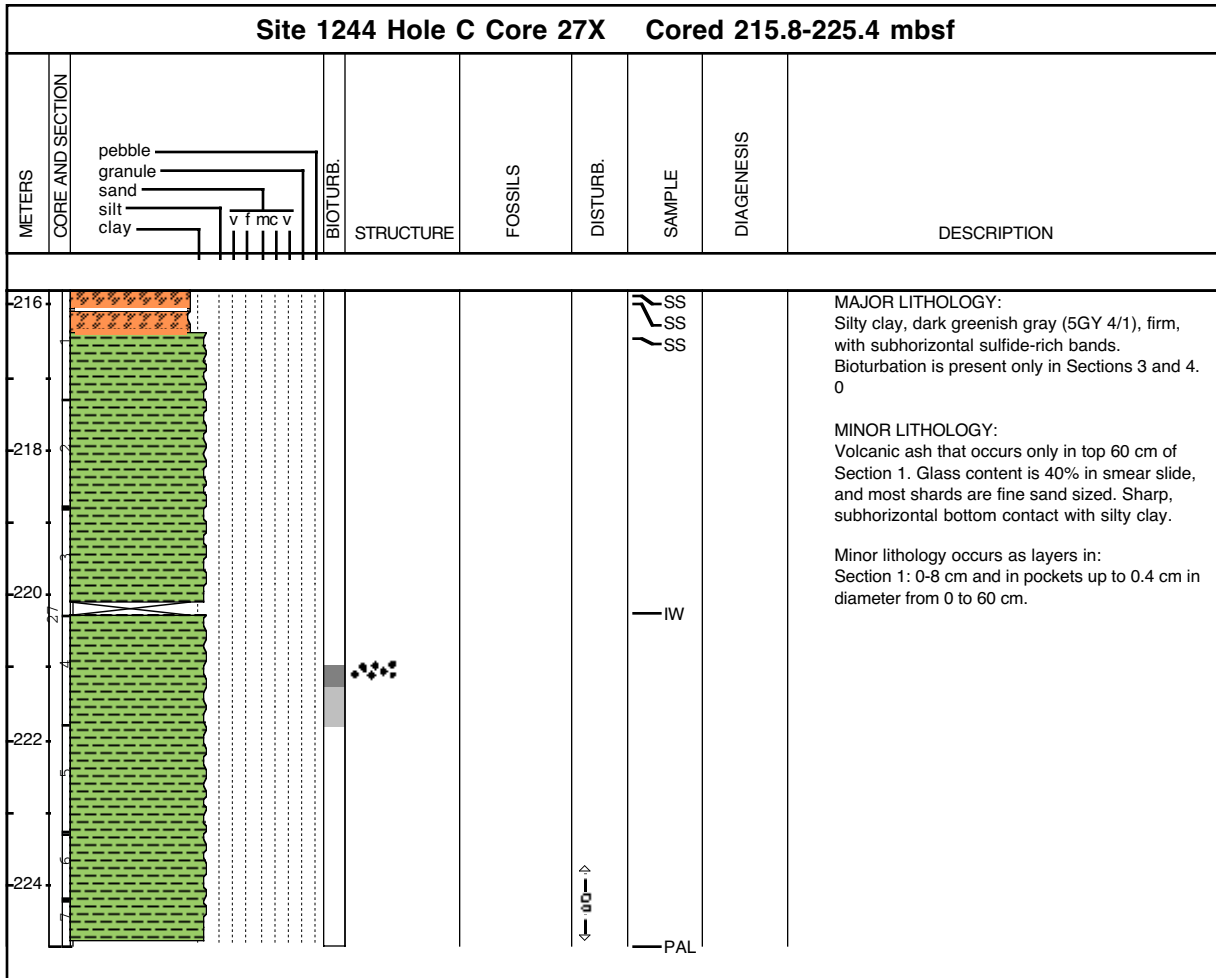 Site 1244 Hole C Core 27X Cored 215.8-225.4 mbsf
METERS
CORE AND SECTION
pebble
granule
sand
silt
clay
v f m c v
BIOTURB.
STRUCTURE
FOSSILS
DISTURB.
SAMPLE
DIAGENESIS
DESCRIPTION
216
218
220
222
224
27
1
2
3
4
5
6
7
SS
SS
SS
IW
PAL
MAJOR LITHOLOGY:
Silty clay, dark greenish gray (5GY 4/1), firm,
with subhorizontal sulfide-rich bands.
Bioturbation is present only in Sections 3 and 4.
0
MINOR LITHOLOGY:
Volcanic ash that occurs only in top 60 cm of
Section 1. Glass content is 40% in smear slide,
and most shards are fine sand sized. Sharp,
subhorizontal bottom contact with silty clay.
Minor lithology occurs as layers in:
Section 1: 0-8 cm and in pockets up to 0.4 cm in
diameter from 0 to 60 cm.